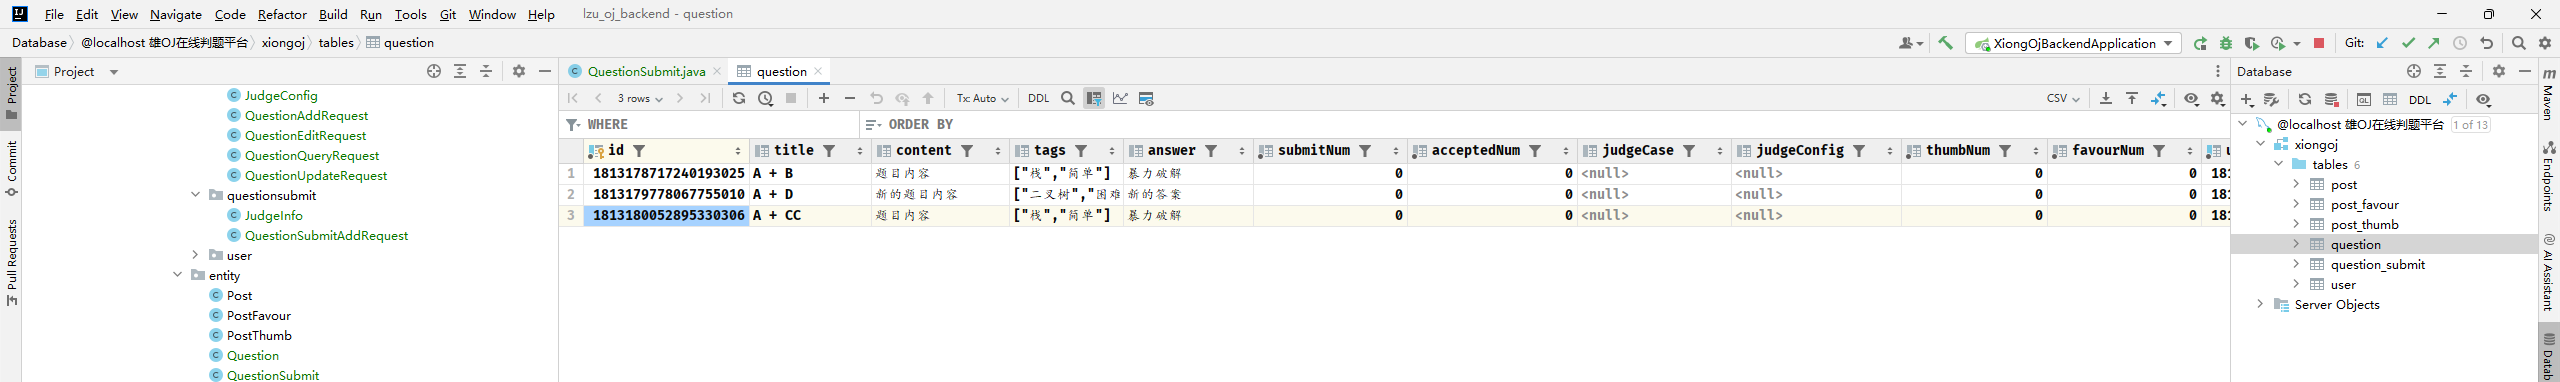 File Edit View Navigate Code Refactor Build Run Tools Git Window Help lzu_oj_backend - question
Database @localhost 雄OJ在线判题平台 xiongoj tables question XiongOjBackendApplication Git:
Project
QuestionSubmit.java question
Database
3 rows Tx: Auto DDL CSV
DDL
WHERE ORDER BY
id title content tags answer submitNum acceptedNum judgeCase judgeConfig thumbNum favourNum u
1 1813178717240193025 A + B 题目内容 ["栈","简单"] 暴力破解 0 0 <null> <null> 0 0 181
2 1813179778067755010 A + D 新的题目内容 ["二叉树","困难 新的答案 0 0 <null> <null> 0 0 181
3 1813180052895330306 A + CC 题目内容 ["栈","简单"] 暴力破解 0 0 <null> <null> 0 0 181
JudgeConfig
QuestionAddRequest
QuestionEditRequest
QuestionQueryRequest
QuestionUpdateRequest
questionsubmit
JudgeInfo
QuestionSubmitAddRequest
user
entity
Post
PostFavour
PostThumb
Question
QuestionSubmit
@localhost 雄OJ在线判题平台 1 of 13
xiongoj
tables 6
post
post_favour
post_thumb
question
question_submit
user
Server Objects
Project
Commit
Pull Requests
m Maven
Endpoints
AI Assistant
Datab